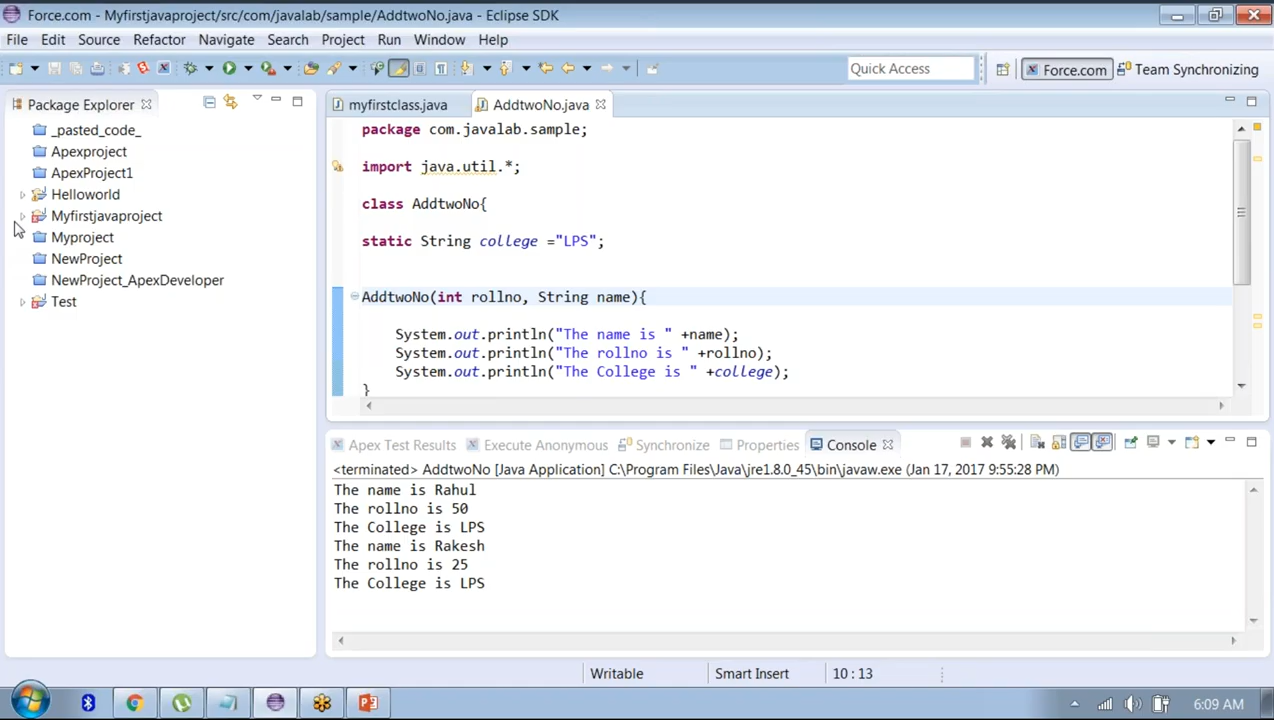 Force.com - Myfirstjavaproject/src/com/javalab/sample/AddtwoNo.java - Eclipse SDK
File Edit Source Refactor Navigate Search Project Run Window Help
Quick Access
Force.com
Team Synchronizing
Package Explorer
_pasted_code_
Apexproject
ApexProject1
Helloworld
Myfirstjavaproject
Myproject
NewProject
NewProject_ApexDeveloper
Test
myfirstclass.java
AddtwoNo.java
package com.javalab.sample;
import java.util.*;
class AddtwoNo{
static String college ="LPS";
AddtwoNo(int rollno, String name){
System.out.println("The name is " +name);
System.out.println("The rollno is " +rollno);
System.out.println("The College is " +college);
}
Apex Test Results
Execute Anonymous
Synchronize
Properties
Console
<terminated> AddtwoNo [Java Application] C:\Program Files\Java\jre1.8.0_45\bin\javaw.exe (Jan 17, 2017 9:55:28 PM)
The name is Rahul
The rollno is 50
The College is LPS
The name is Rakesh
The rollno is 25
The College is LPS
Writable
Smart Insert
10 : 13
6:09 AM